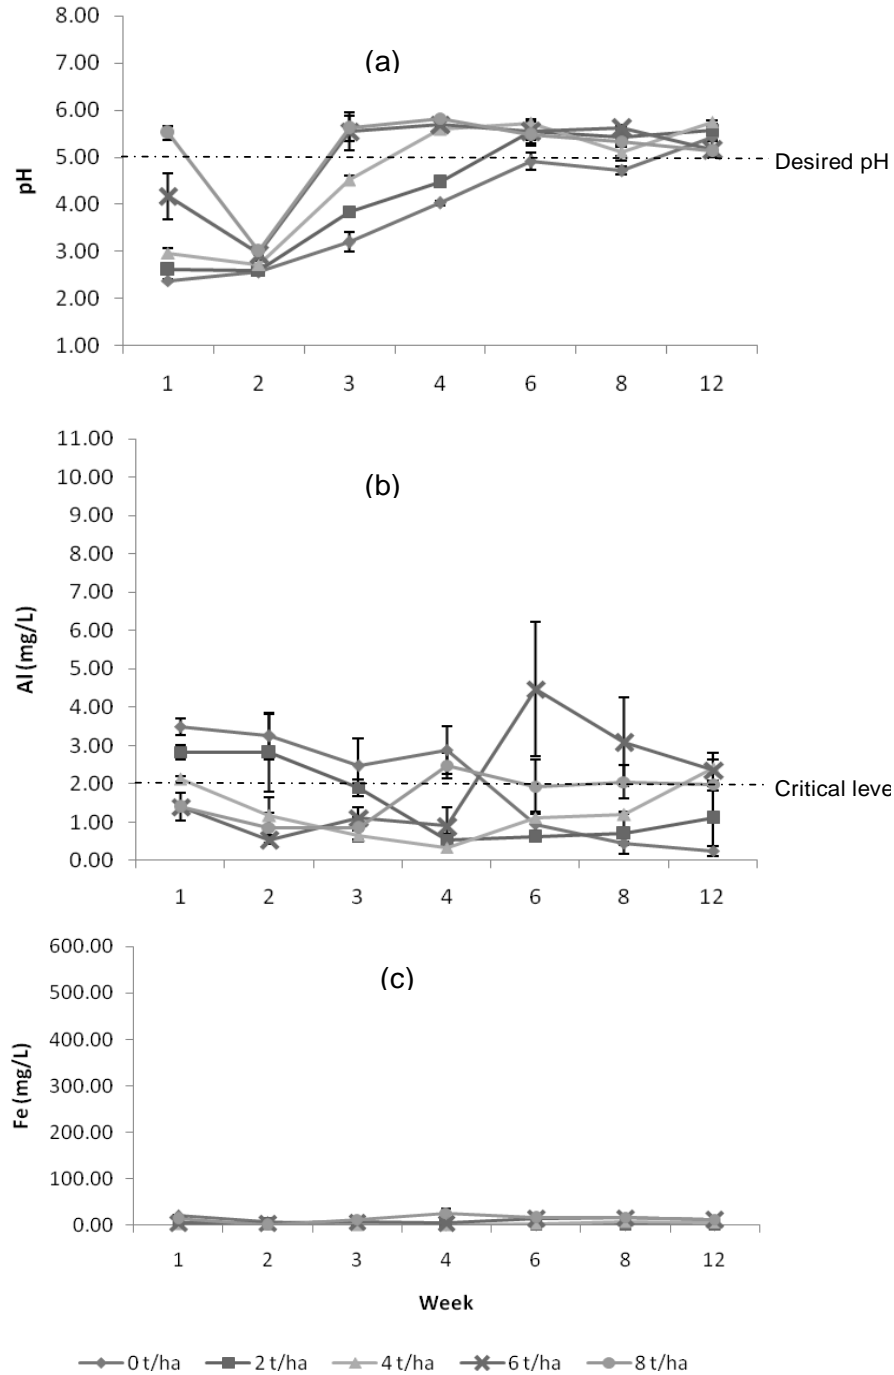 8.00
(a)
7.00
6.00
5.00
Desired pH
pH
4.00
3.00
2.00
1.00
1 2 3 4 6 8 12
11.00
10.00
(b)
9.00
8.00
7.00
6.00
5.00
Al (mg/L)
4.00
3.00
2.00
Critical leve
1.00
0.00
1 2 3 4 6 8 12
600.00
(c)
500.00
400.00
300.00
Fe (mg/L)
200.00
100.00
0.00
1 2 3 4 6 8 12
Week
0 t/ha 2 t/ha 4 t/ha 6 t/ha 8 t/ha